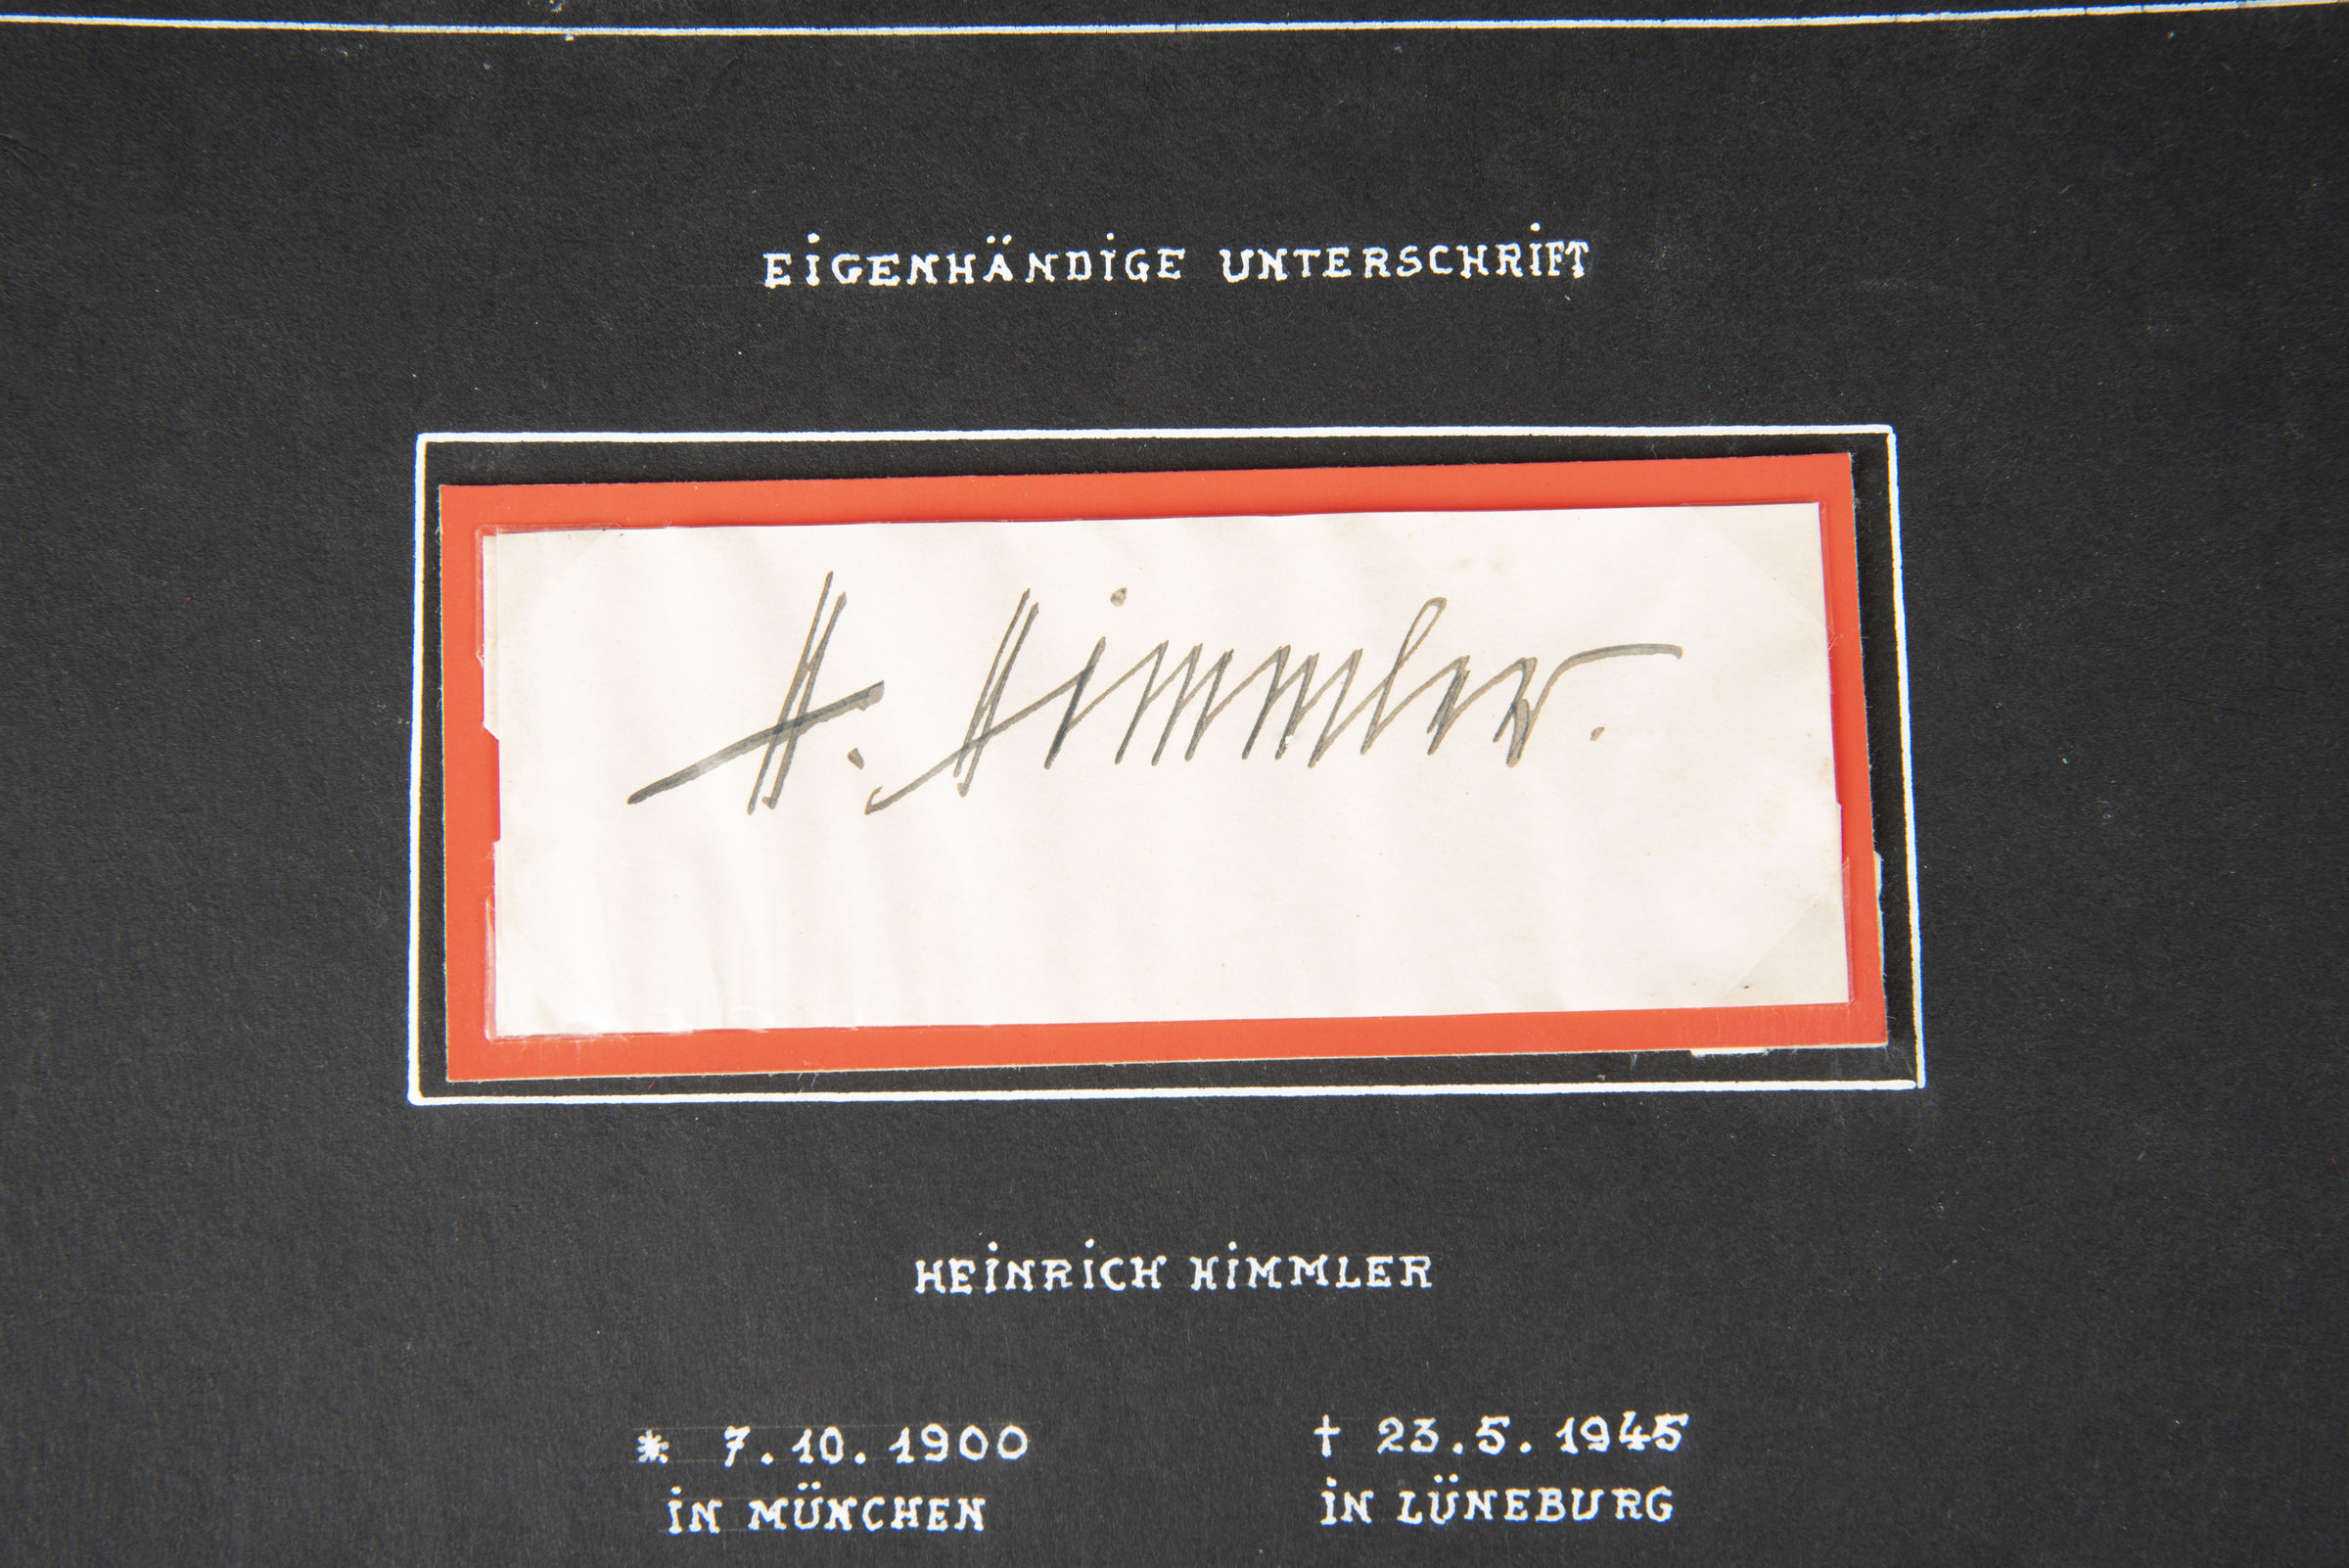 EIGENHÄNDIGE UNTERSCHRIFT
H. Himmler.
HEINRICH HIMMLER
* 7.10.1900
IN MÜNCHEN
† 23.5.1945
IN LÜNEBURG